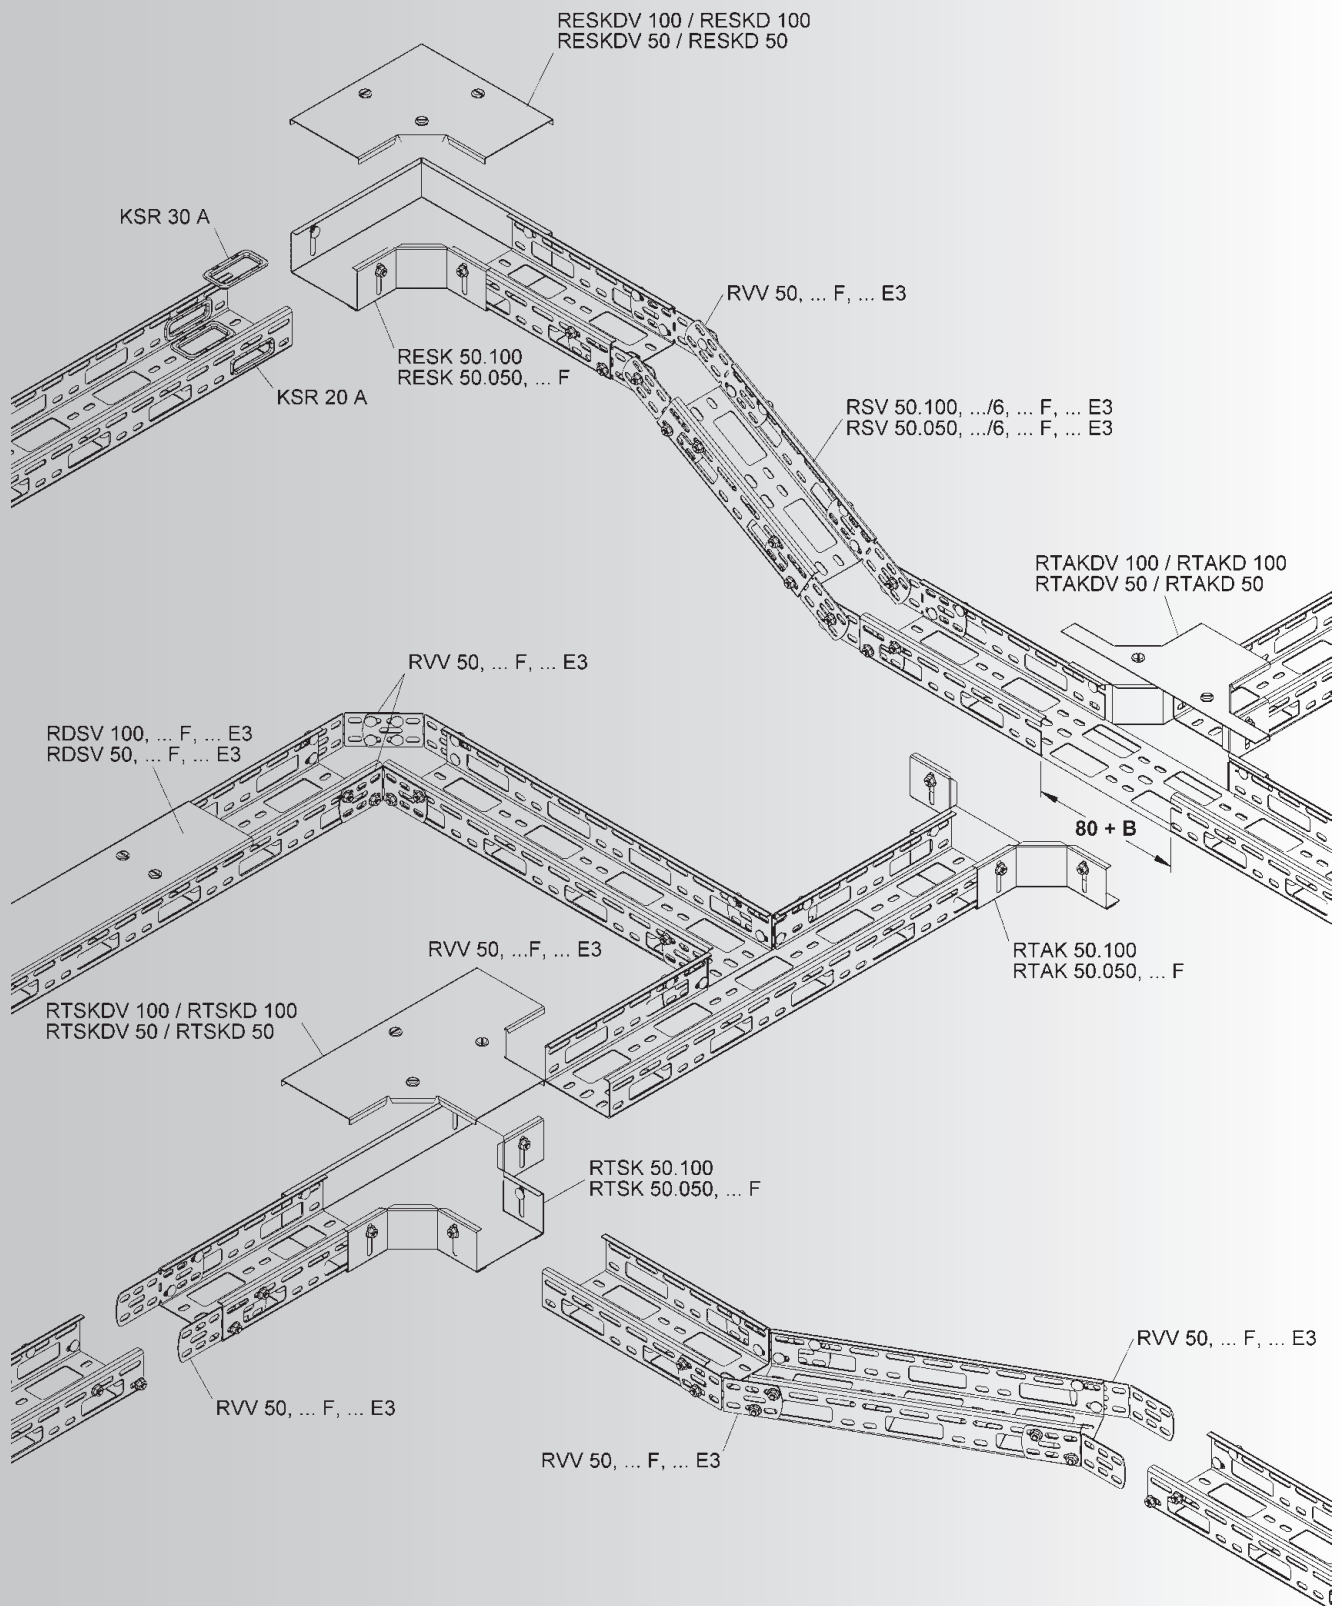 RESKDV 100 / RESKD 100
RESKDV 50 / RESKD 50
KSR 30 A
RVV 50, ... F, ... E3
RESK 50.100
RESK 50.050, ... F
KSR 20 A
RSV 50.100, .../6, ... F, ... E3
RSV 50.050, .../6, ... F, ... E3
RTAKDV 100 / RTAKD 100
RTAKDV 50 / RTAKD 50
RVV 50, ... F, ... E3
RDSV 100, ... F, ... E3
RDSV 50, ... F, ... E3
80 + B
RVV 50, ...F, ... E3
RTAK 50.100
RTAK 50.050, ... F
RTSKDV 100 / RTSKD 100
RTSKDV 50 / RTSKD 50
RTSK 50.100
RTSK 50.050, ... F
RVV 50, ... F, ... E3
RVV 50, ... F, ... E3
RVV 50, ... F, ... E3